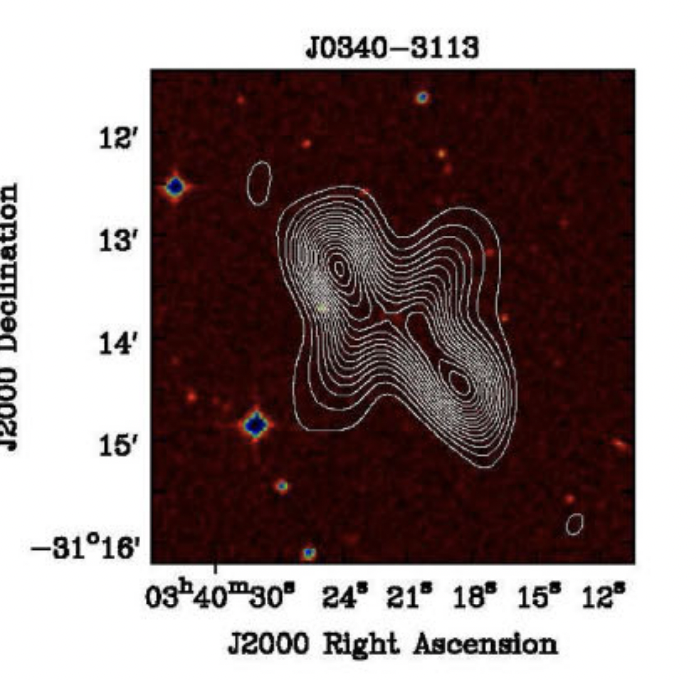 J0340-3113
J2000 Declination
12'
13'
14'
15'
-31°16'
03ʰ40ᵐ30ˢ 24ˢ 21ˢ 18ˢ 15ˢ 12ˢ
J2000 Right Ascension